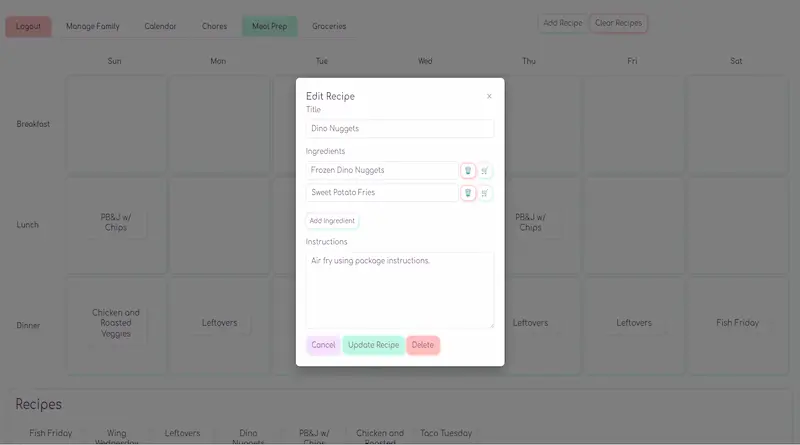 Logout Manage Family Calendar Chores Meal Prep Groceries Add Recipe Clear Recipes
Sun Mon Tue Wed Thu Fri Sat
Edit Recipe x
Title
Dino Nuggets
Ingredients
Frozen Dino Nuggets
Sweet Potato Fries
Add Ingredient
Instructions
Air fry using package instructions.
Cancel Update Recipe Delete
Breakfast
Lunch
PB&J w/
Chips
PB&J w/
Chips
Dinner
Chicken and
Roasted
Veggies
Leftovers
Leftovers
Leftovers
Fish Friday
Recipes
Fish Friday
Wing
Wednesday
Leftovers
Dino
Nuggets
PB&J w/
Chips
Chicken and
Roasted
Taco Tuesday